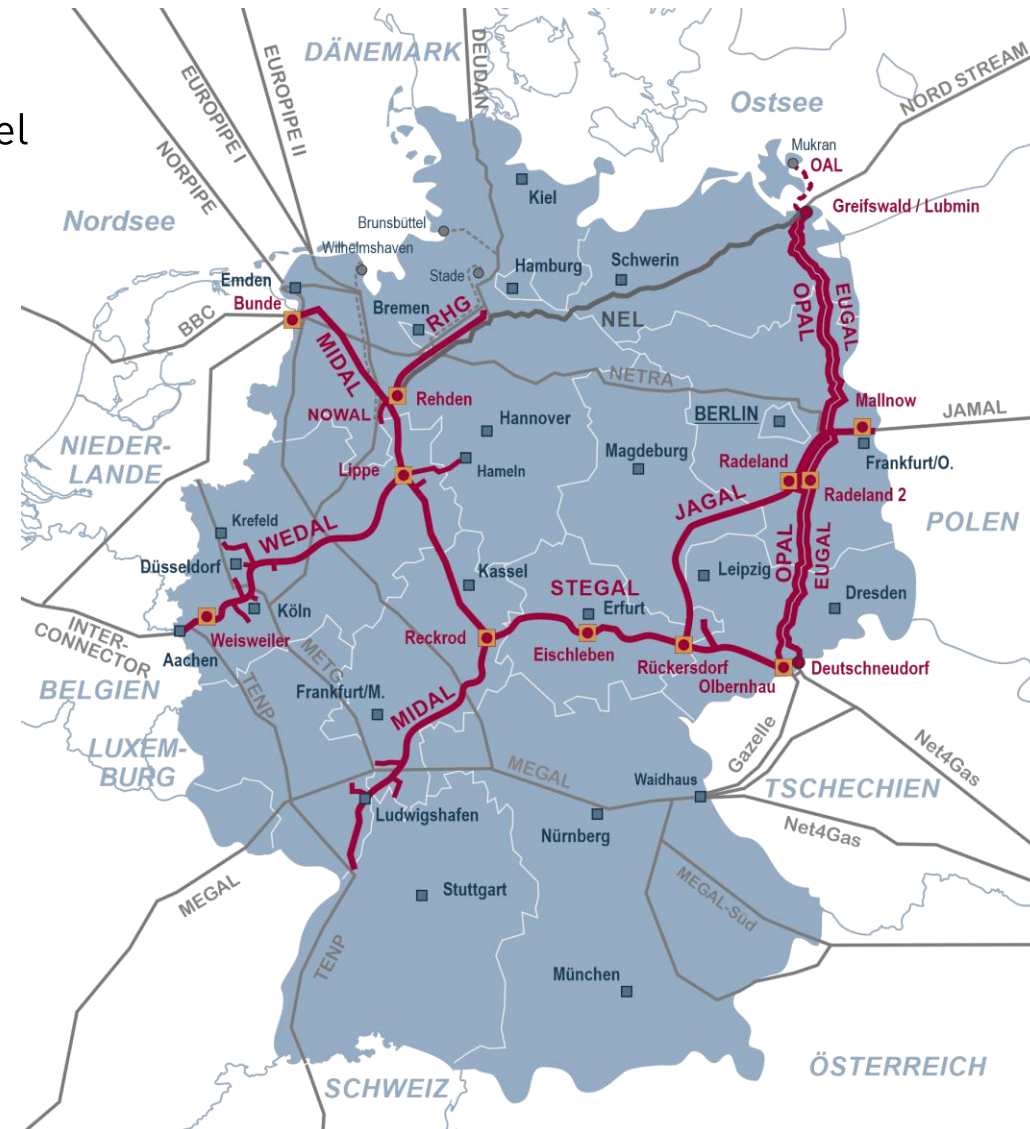 el
DÄNEMARK
DEUDAN
EUROPIPE II
EUROPIPE I
NORPIPE
Ostsee
NORD STREAM
Mukran
OAL
Kiel
Greifswald / Lubmin
Nordsee
Brunsbüttel
Wilhelmshaven
Stade
Hamburg
Schwerin
Emden
Bunde
Bremen
RHG
NEL
OPAL
EUGAL
BBC
MIDAL
NETRA
Mallnow
JAMAL
NOWAL
Rehden
Hannover
BERLIN
Frankfurt/O.
NIEDER-
LANDE
Lippe
Hameln
Magdeburg
Radeland
Radeland 2
JAGAL
POLEN
Krefeld
WEDAL
Düsseldorf
Kassel
STEGAL
Leipzig
OPAL
EUGAL
Dresden
Köln
Erfurt
INTER-
CONNECTOR
Weisweiler
Aachen
METG
Reckrod
Eischleben
Rückersdorf
Olbernhau
Deutschneudorf
BELGIEN
TENP
Frankfurt/M.
MIDAL
LUXEM-
BURG
Gazelle
Net4Gas
MEGAL
Waidhaus
TSCHECHIEN
Ludwigshafen
Nürnberg
Net4Gas
MEGAL
Stuttgart
MEGAL-Süd
TENP
München
SCHWEIZ
ÖSTERREICH